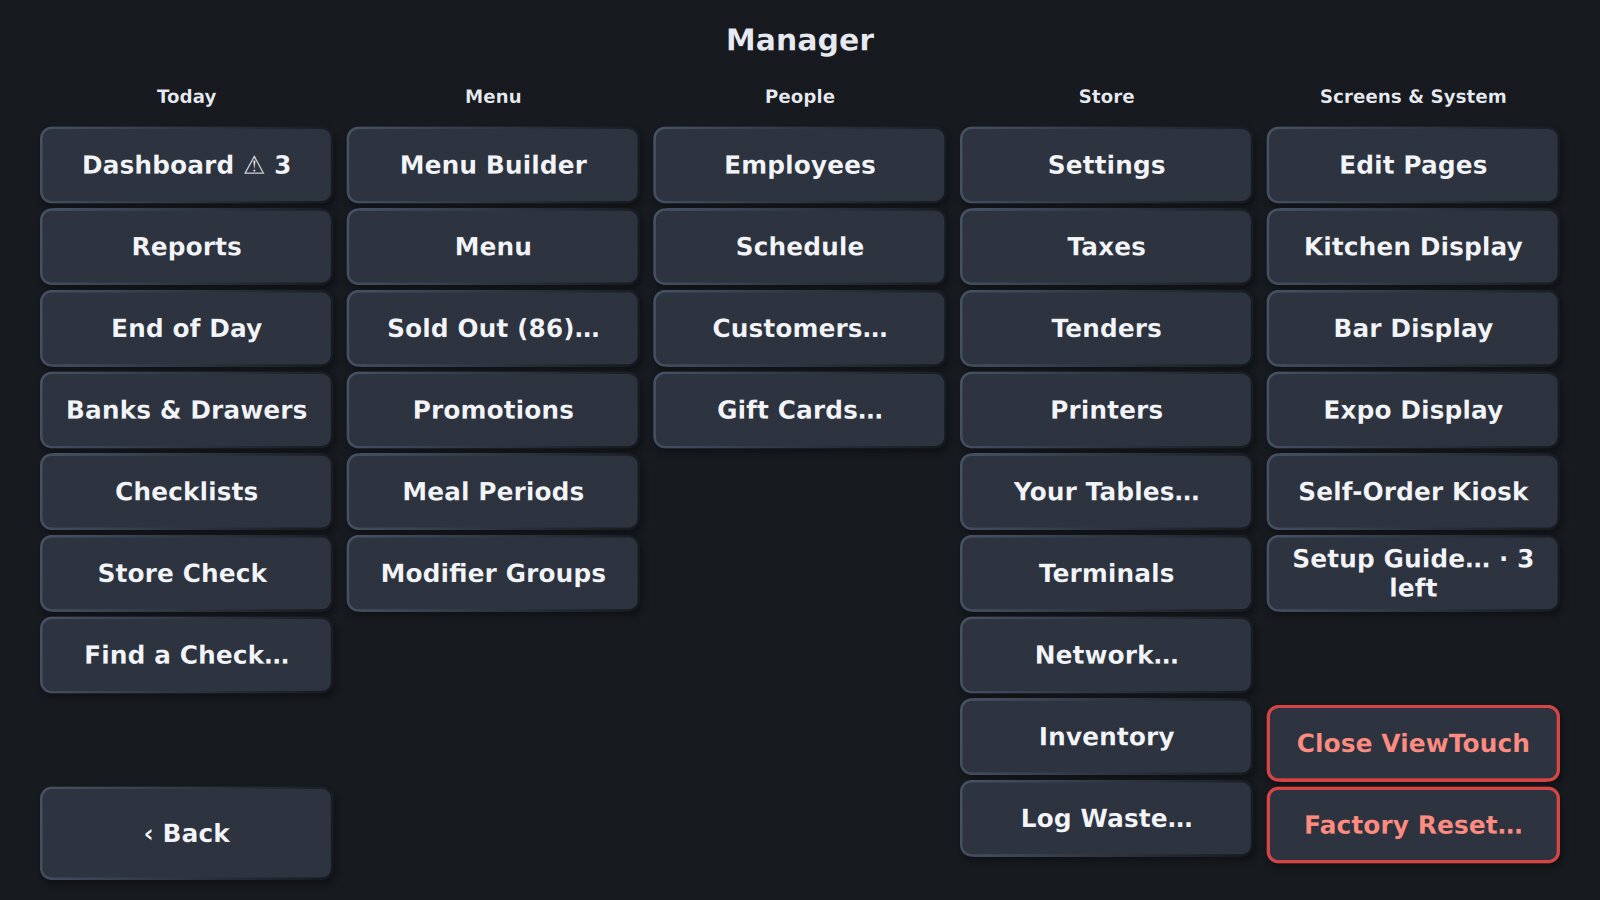 Manager
Today
Dashboard ⚠ 3
Reports
End of Day
Banks & Drawers
Checklists
Store Check
Find a Check…
‹ Back
Menu
Menu Builder
Menu
Sold Out (86)…
Promotions
Meal Periods
Modifier Groups
People
Employees
Schedule
Customers…
Gift Cards…
Store
Settings
Taxes
Tenders
Printers
Your Tables…
Terminals
Network…
Inventory
Log Waste…
Screens & System
Edit Pages
Kitchen Display
Bar Display
Expo Display
Self-Order Kiosk
Setup Guide… · 3
left
Close ViewTouch
Factory Reset…